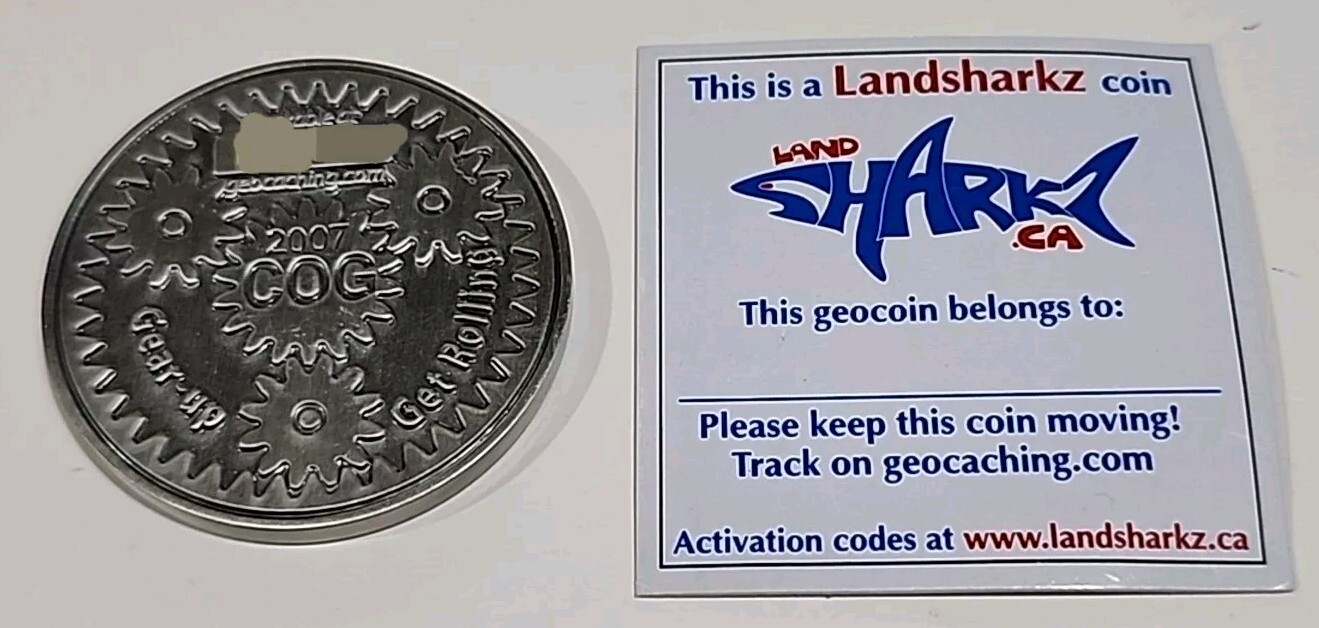 geocaching.com
2007
COG
Gear-up
Get Rolling!
This is a Landsharkz coin
LAND
SHARKZ
.CA
This geocoin belongs to:
Please keep this coin moving!
Track on geocaching.com
Activation codes at www.landsharkz.ca